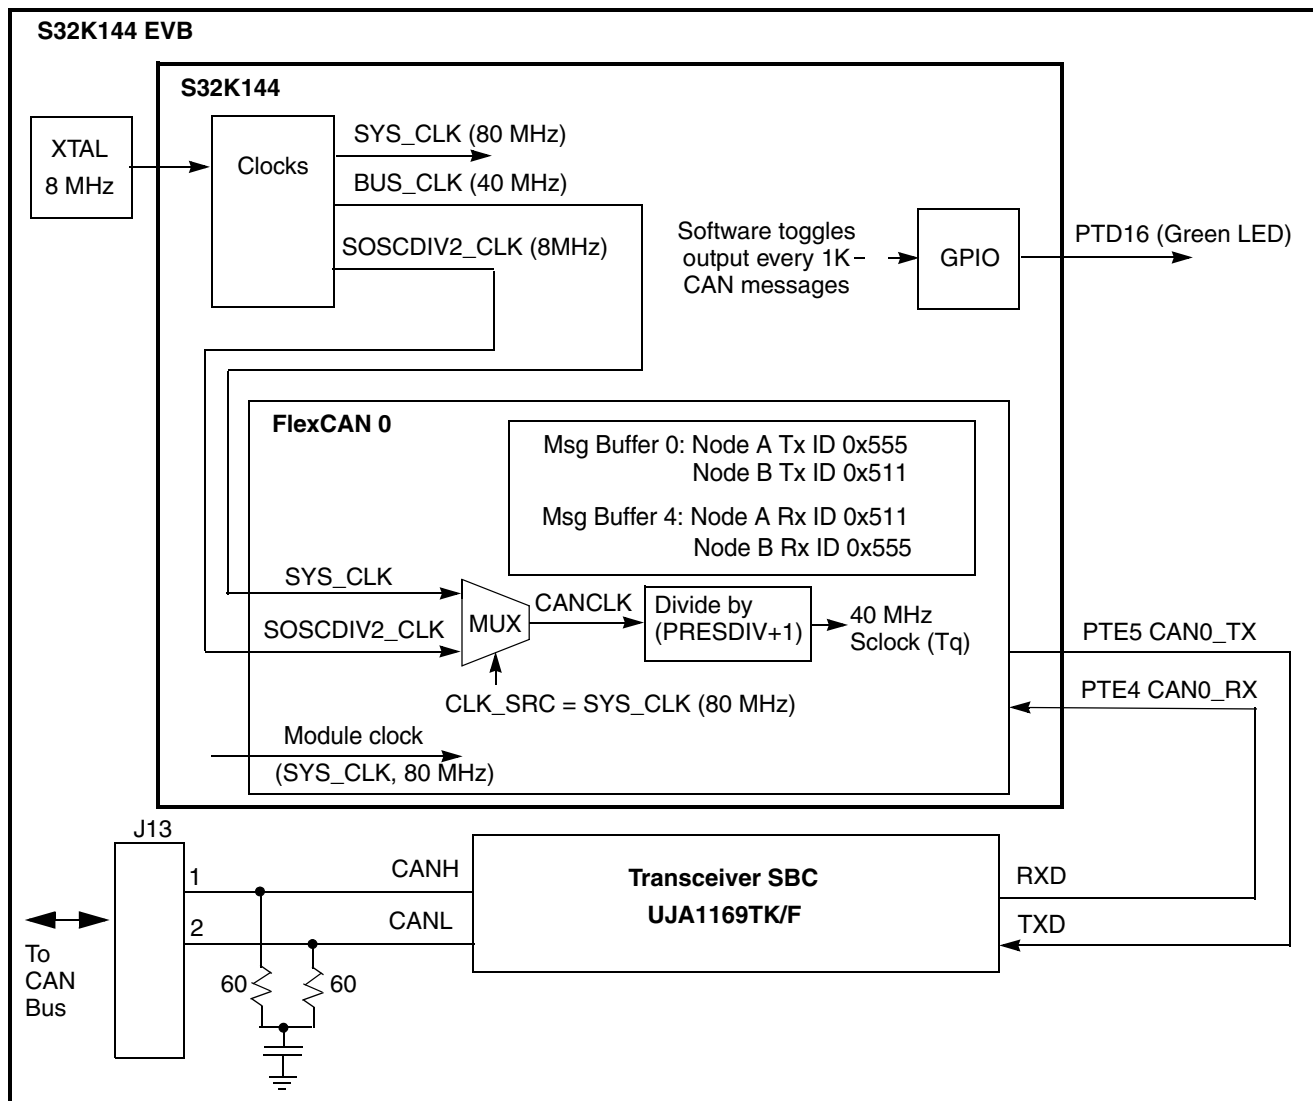 S32K144 EVB
S32K144
XTAL
8 MHz
Clocks
SYS_CLK (80 MHz)
BUS_CLK (40 MHz)
SOSCDIV2_CLK (8MHz)
Software toggles
output every 1K
CAN messages
GPIO
PTD16 (Green LED)
FlexCAN 0
Msg Buffer 0: Node A Tx ID 0x555
Node B Tx ID 0x511
Msg Buffer 4: Node A Rx ID 0x511
Node B Rx ID 0x555
SYS_CLK
SOSCDIV2_CLK
MUX
CANCLK
Divide by
(PRESDIV+1)
40 MHz
Sclock (Tq)
CLK_SRC = SYS_CLK (80 MHz)
Module clock
(SYS_CLK, 80 MHz)
PTE5 CAN0_TX
PTE4 CAN0_RX
J13
1
CANH
2
CANL
Transceiver SBC
UJA1169TK/F
RXD
TXD
To
CAN
Bus
60
60